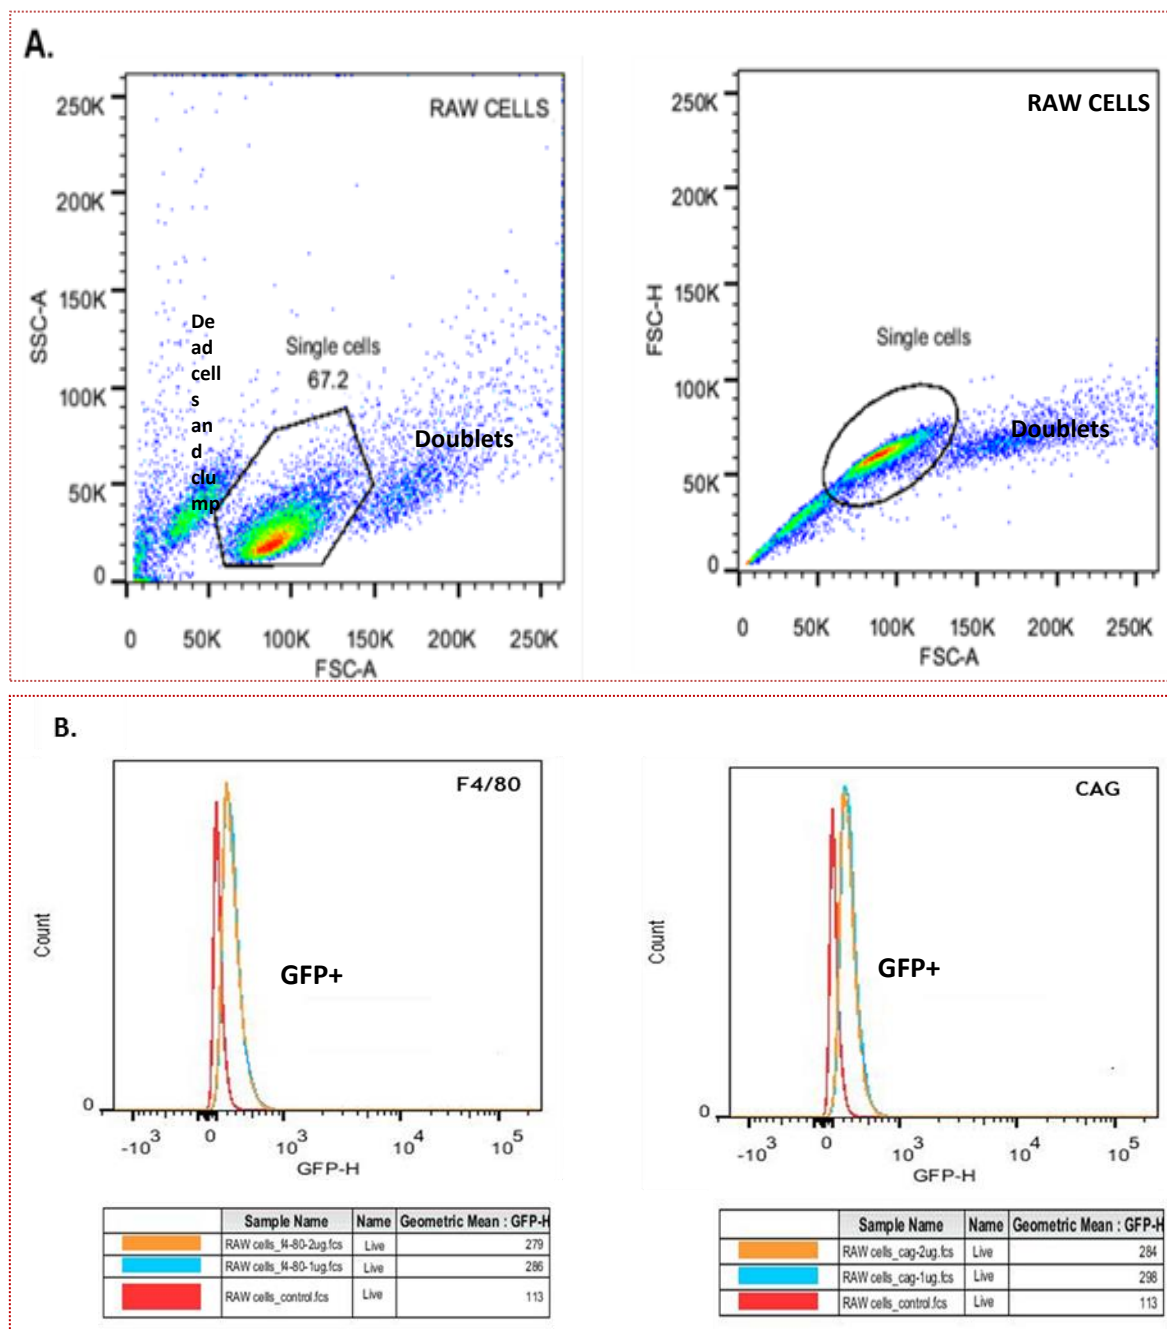 A.
RAW CELLS
250K
200K
150K
100K
50K
0
SSC-A
De
ad
cell
s
an
d
clu
mp
Single cells
67.2
Doublets
0 50K 100K 150K 200K 250K
FSC-A
RAW CELLS
250K
200K
150K
100K
50K
0
FSC-H
Single cells
Doublets
0 50K 100K 150K 200K 250K
FSC-A
B.
F4/80
Count
GFP+
0
-10³ 0 10³ 10⁴ 10⁵
GFP-H
Sample Name Name Geometric Mean : GFP-H
RAW cells_f4-80-2ug.fcs Live 279
RAW cells_f4-80-1ug.fcs Live 286
RAW cells_control.fcs Live 113
CAG
Count
GFP+
0
-10³ 0 10³ 10⁴ 10⁵
GFP-H
Sample Name Name Geometric Mean : GFP-H
RAW cells_cag-2ug.fcs Live 284
RAW cells_cag-1ug.fcs Live 298
RAW cells_control.fcs Live 113